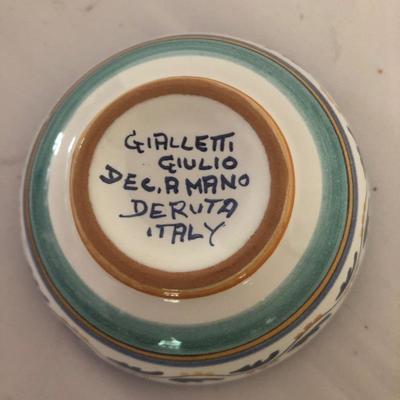 GIALLETTI
GIULIO
DEC. A MANO
DERUTA
ITALY